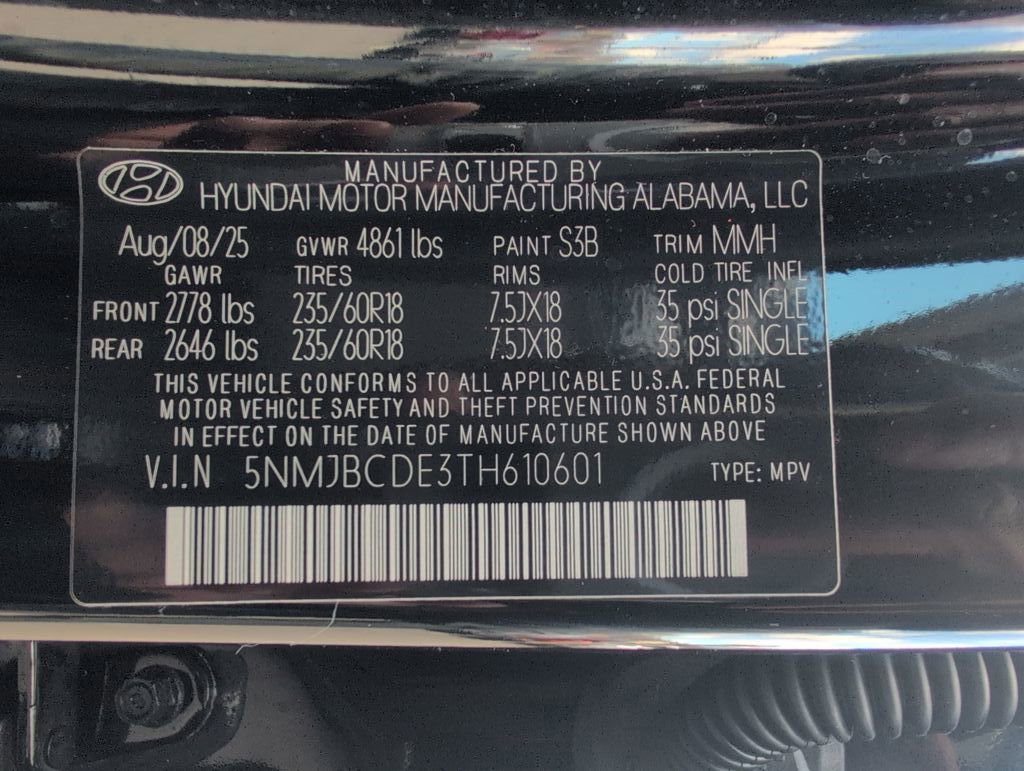 MANUFACTURED BY
HYUNDAI MOTOR MANUFACTURING ALABAMA, LLC
Aug/08/25 GVWR 4861 lbs PAINT S3B TRIM MMH
GAWR TIRES RIMS COLD TIRE INFL
FRONT 2778 lbs 235/60R18 7.5JX18 35 psi SINGLE
REAR 2646 lbs 235/60R18 7.5JX18 35 psi SINGLE
THIS VEHICLE CONFORMS TO ALL APPLICABLE U.S.A. FEDERAL
MOTOR VEHICLE SAFETY AND THEFT PREVENTION STANDARDS
IN EFFECT ON THE DATE OF MANUFACTURE SHOWN ABOVE
V.I.N 5NMJBCDE3TH610601 TYPE: MPV